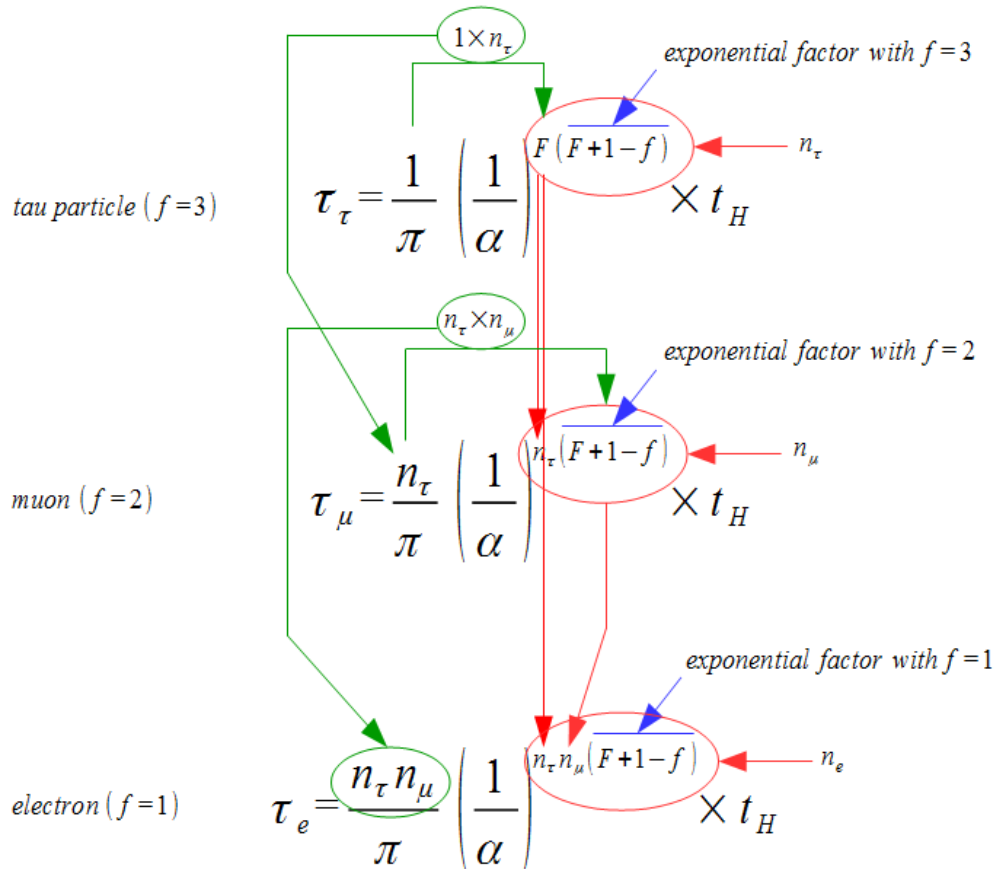 1×n_τ
exponential factor with f=3
τ_τ = 1/π (1/α)^{F(F+1−f)} × t_H
n_τ
tau particle (f=3)
n_τ×n_μ
exponential factor with f=2
τ_μ = n_τ/π (1/α)^{n_τ(F+1−f)} × t_H
n_μ
muon (f=2)
exponential factor with f=1
τ_e = n_τ n_μ/π (1/α)^{n_τ n_μ(F+1−f)} × t_H
n_e
electron (f=1)